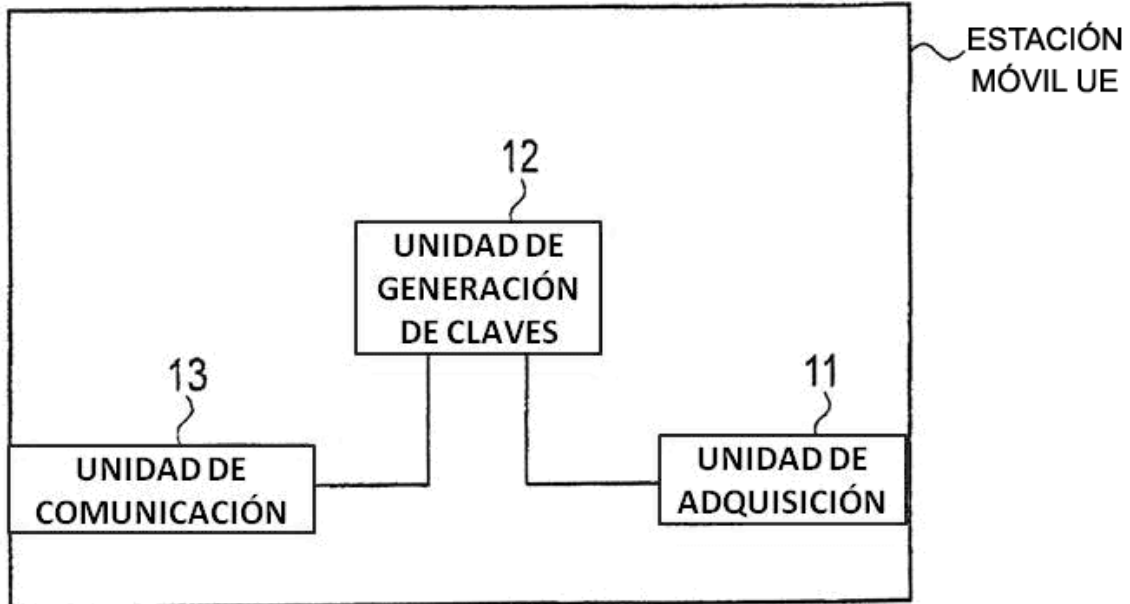 ESTACIÓN
MÓVIL UE
12
UNIDAD DE
GENERACIÓN
DE CLAVES
13
UNIDAD DE
COMUNICACIÓN
11
UNIDAD DE
ADQUISICIÓN